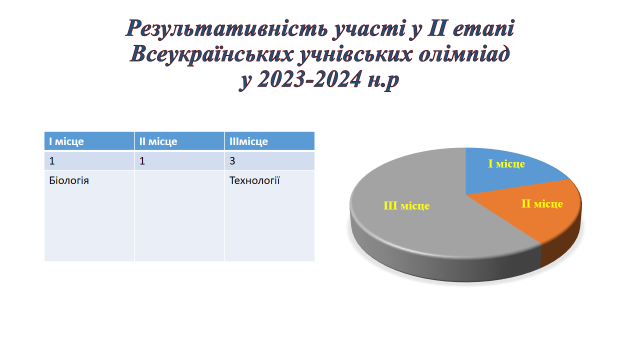 Результативність участі у ІІ етапі
Всеукраїнських учнівських олімпіад
у 2023-2024 н.р
І місце ІІ місце ІІІмісце
1 1 3
Біологія Технології
І місце
ІІ місце
ІІІ місце